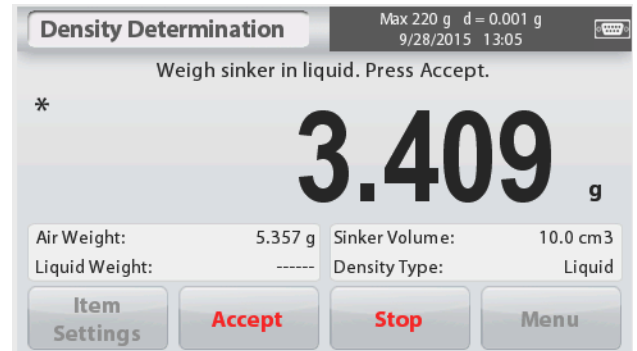 Density Determination
Max 220 g d = 0.001 g
9/28/2015 13:05
Weigh sinker in liquid. Press Accept.
*
3.409 g
Air Weight: 5.357 g Sinker Volume: 10.0 cm3
Liquid Weight: ------ Density Type: Liquid
Item
Settings
Accept
Stop
Menu